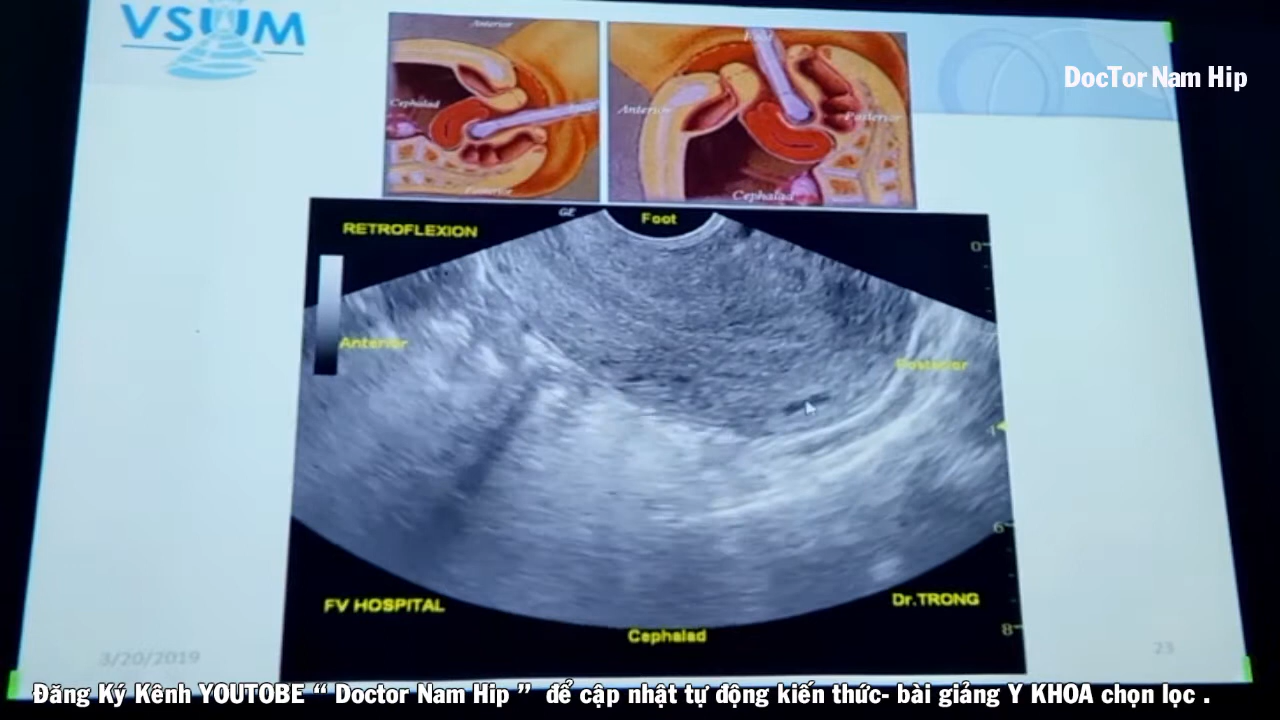 VSUM
Anterior
Cephalad
Posterior
Anterior
Posterior
Cephalad
DocTor Nam Hip
GE
Foot
RETROFLEXION
0
Anterior
Posterior
6
FV HOSPITAL
Dr.TRONG
Cephalad
8
3/20/2019
23
Đăng Ký Kênh YOUTOBE “ Doctor Nam Hip ” để cập nhật tự động kiến thức- bài giảng Y KHOA chọn lọc .